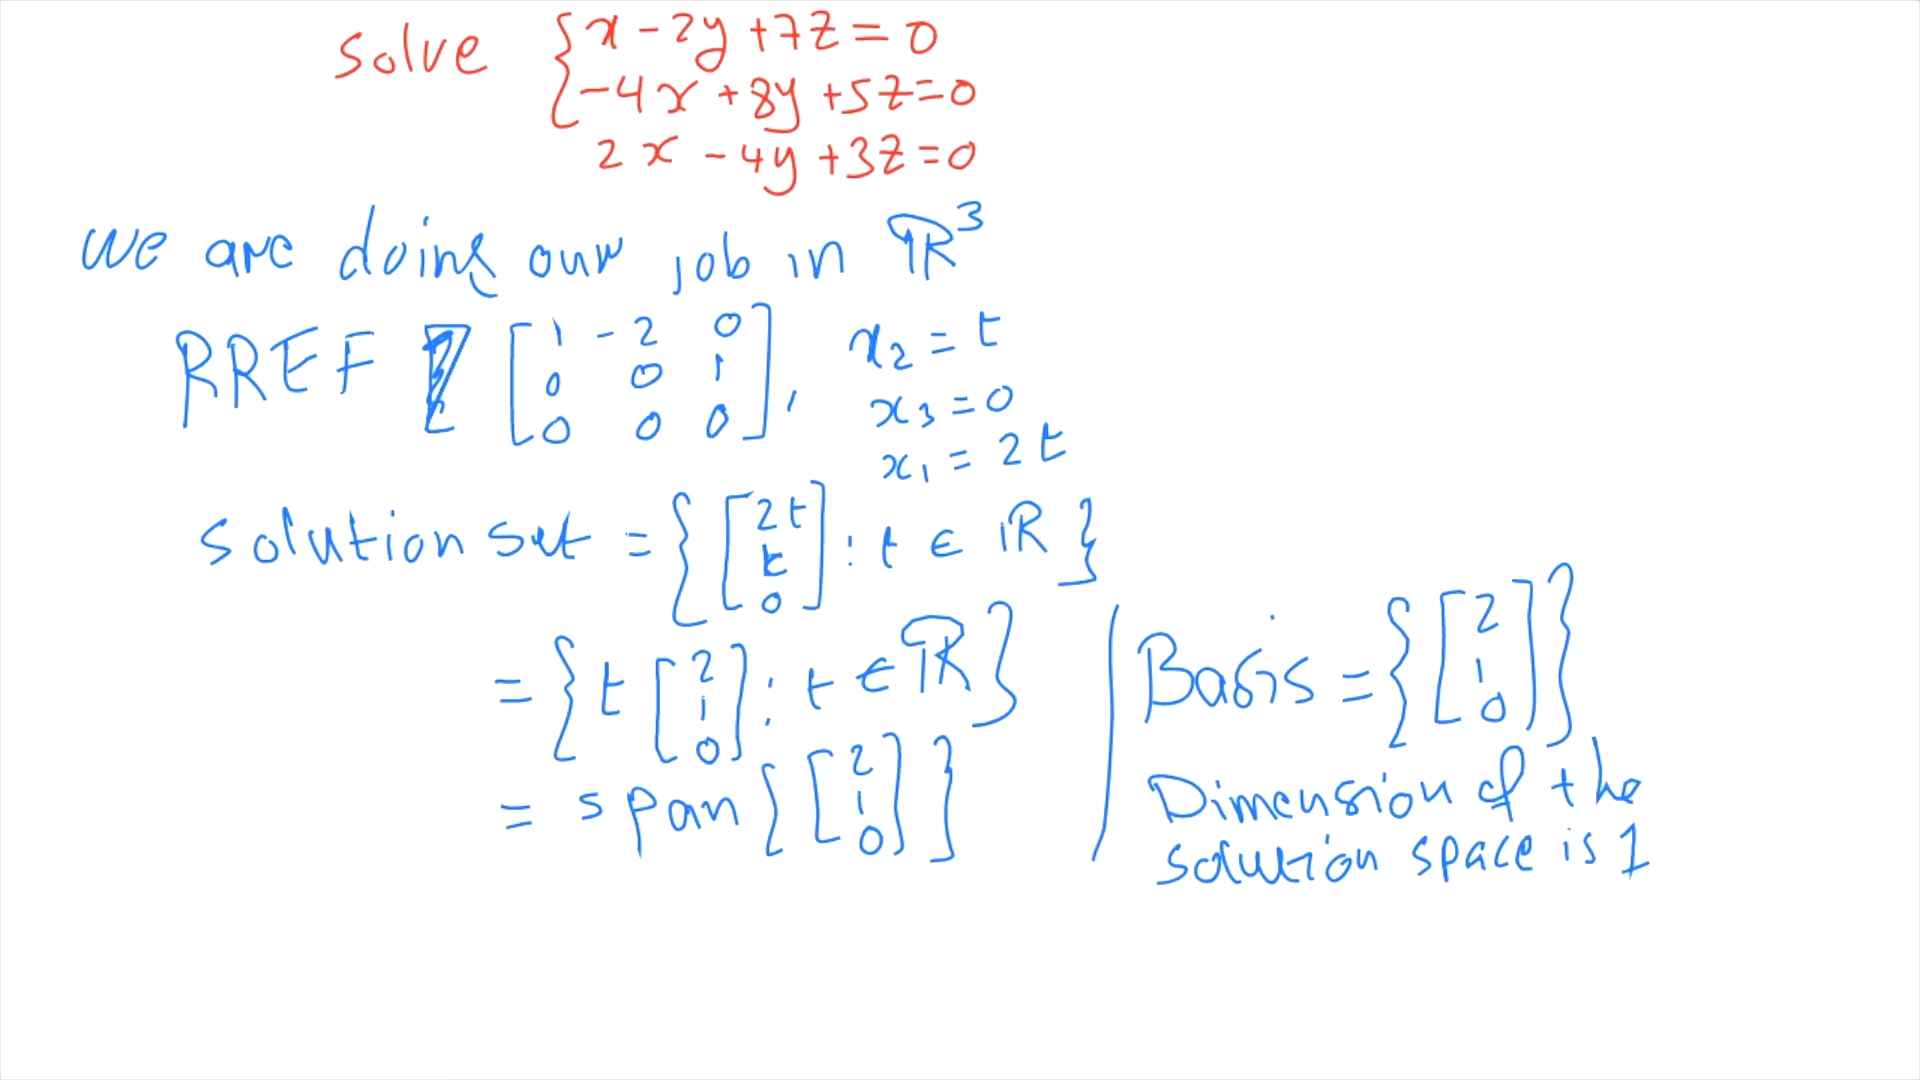 solve { x - 2y + 7z = 0
-4x + 8y + 5z = 0
2x - 4y + 3z = 0
we are doing our job in ℝ³
RREF [ 1 -2 0 ], x₂ = t
0 0 1
x₃ = 0
0 0 0
x₁ = 2t
solution set = { [ 2t t 0 ] : t ∈ ℝ }
= { t [ 2 1 0 ] : t ∈ ℝ }
= span { [ 2 1 0 ] }
Basis = { [ 2 1 0 ] }
Dimension of the
solution space is 1